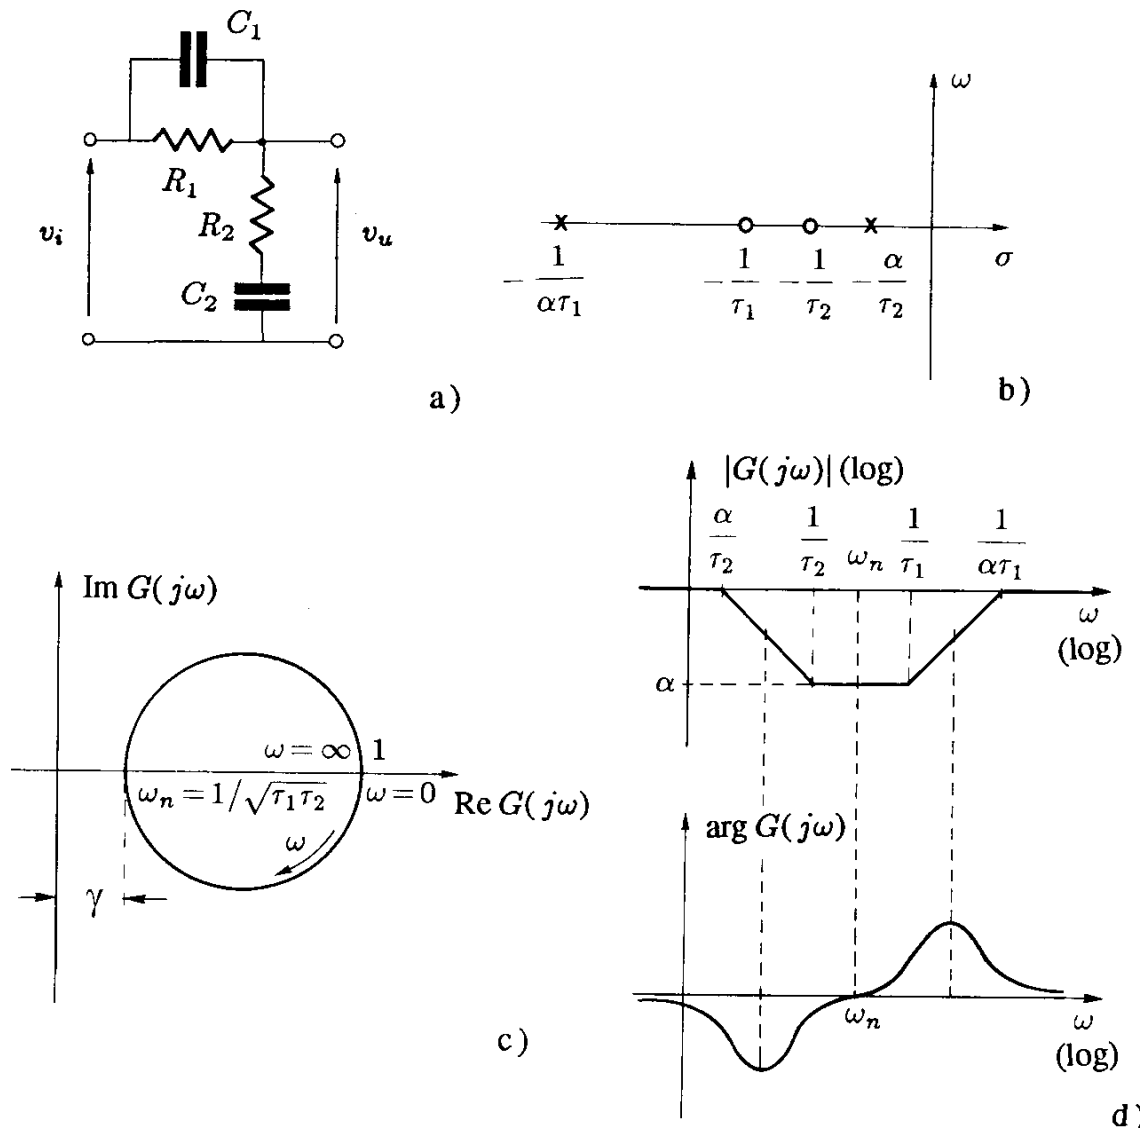 C₁
R₁
R₂
C₂
vᵢ
vᵤ
a)
ω
σ
-1/ατ₁
-1/τ₁
-1/τ₂
-α/τ₂
b)
Im G(jω)
ω=∞
1
ωₙ=1/√τ₁τ₂
ω=0
Re G(jω)
ω
γ
c)
|G(jω)| (log)
α/τ₂
1/τ₂
ωₙ
1/τ₁
1/ατ₁
ω
(log)
α
arg G(jω)
ωₙ
ω
(log)
d)